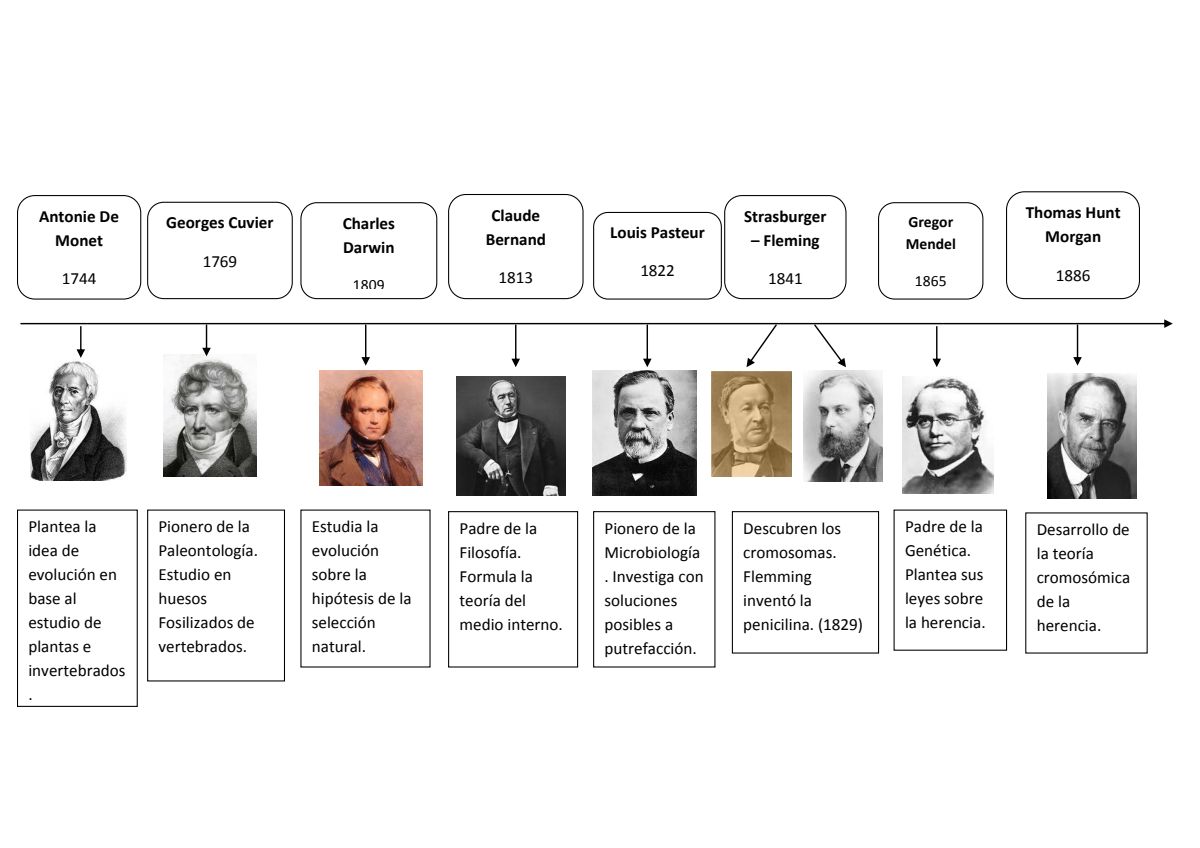 Antonie De
Monet
1744
Georges Cuvier
1769
Charles
Darwin
1809
Claude
Bernand
1813
Louis Pasteur
1822
Strasburger
– Fleming
1841
Gregor
Mendel
1865
Thomas Hunt
Morgan
1886
Plantea la
idea de
evolución en
base al
estudio de
plantas e
invertebrados
.
Pionero de la
Paleontología.
Estudio en
huesos
Fosilizados de
vertebrados.
Estudia la
evolución
sobre la
hipótesis de la
selección
natural.
Padre de la
Filosofía.
Formula la
teoría del
medio interno.
Pionero de la
Microbiología
. Investiga con
soluciones
posibles a
putrefacción.
Descubren los
cromosomas.
Flemming
inventó la
penicilina. (1829)
Padre de la
Genética.
Plantea sus
leyes sobre
la herencia.
Desarrollo de
la teoría
cromosómica
de la
herencia.